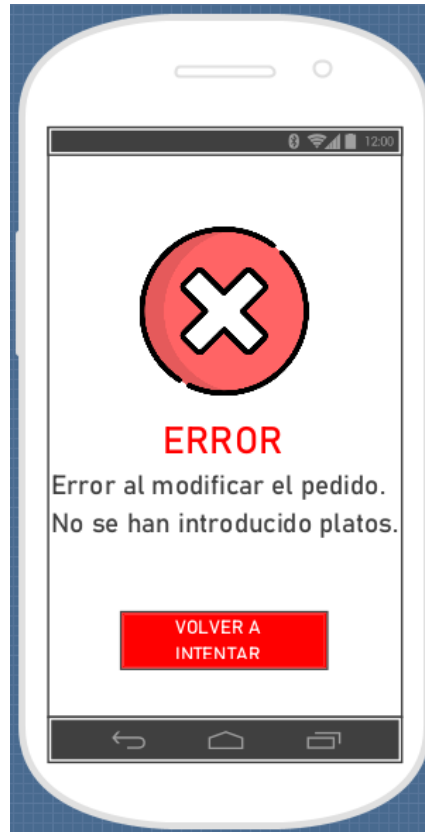 12:00
ERROR
Error al modificar el pedido.
No se han introducido platos.
VOLVER A
INTENTAR